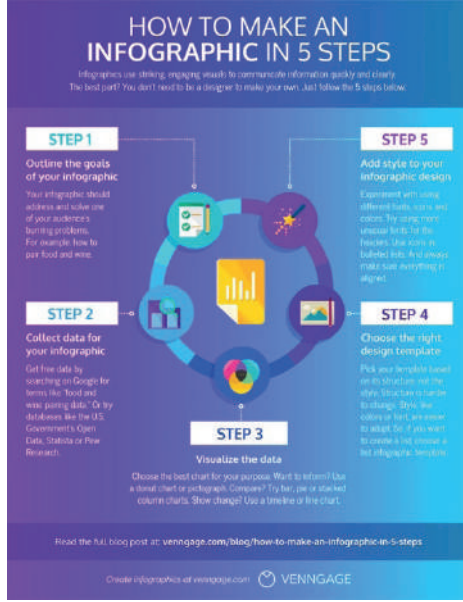 HOW TO MAKE AN
INFOGRAPHIC IN 5 STEPS
Infographics use striking, engaging visuals to communicate information quickly and clearly.
The best part? You don't need to be a designer to make your own. Just follow the 5 steps below.
STEP 1
Outline the goals
of your infographic
Your infographic should
address and solve one
of your audience's
burning problems.
For example: how to
pair food and wine.
STEP 2
Collect data for
your infographic
Get free data by
searching on Google for
terms like "food and
wine pairing data." Or try
databases like the U.S.
Government's Open
Data, Statista or Pew
Research.
STEP 3
Visualize the data
Choose the best chart for your purpose. Want to inform? Use
a donut chart or pictograph. Compare? Try bar, pie or stacked
column charts. Show change? Use a timeline or line chart.
STEP 4
Choose the right
design template
Pick your template based
on its structure, not the
style. Structure is harder
to change. Style, like
colors or font, are easier
to adapt. So, if you want
to create a list, choose a
list infographic template.
STEP 5
Add style to your
infographic design
Experiment with using
different fonts, icons and
colors. Try using more
unusual fonts for the
headers. Use icons in
bulleted lists. And always
make sure everything is
aligned.
Read the full blog post at: venngage.com/blog/how-to-make-an-infographic-in-5-steps
Create infographics at venngage.com
VENNGAGE